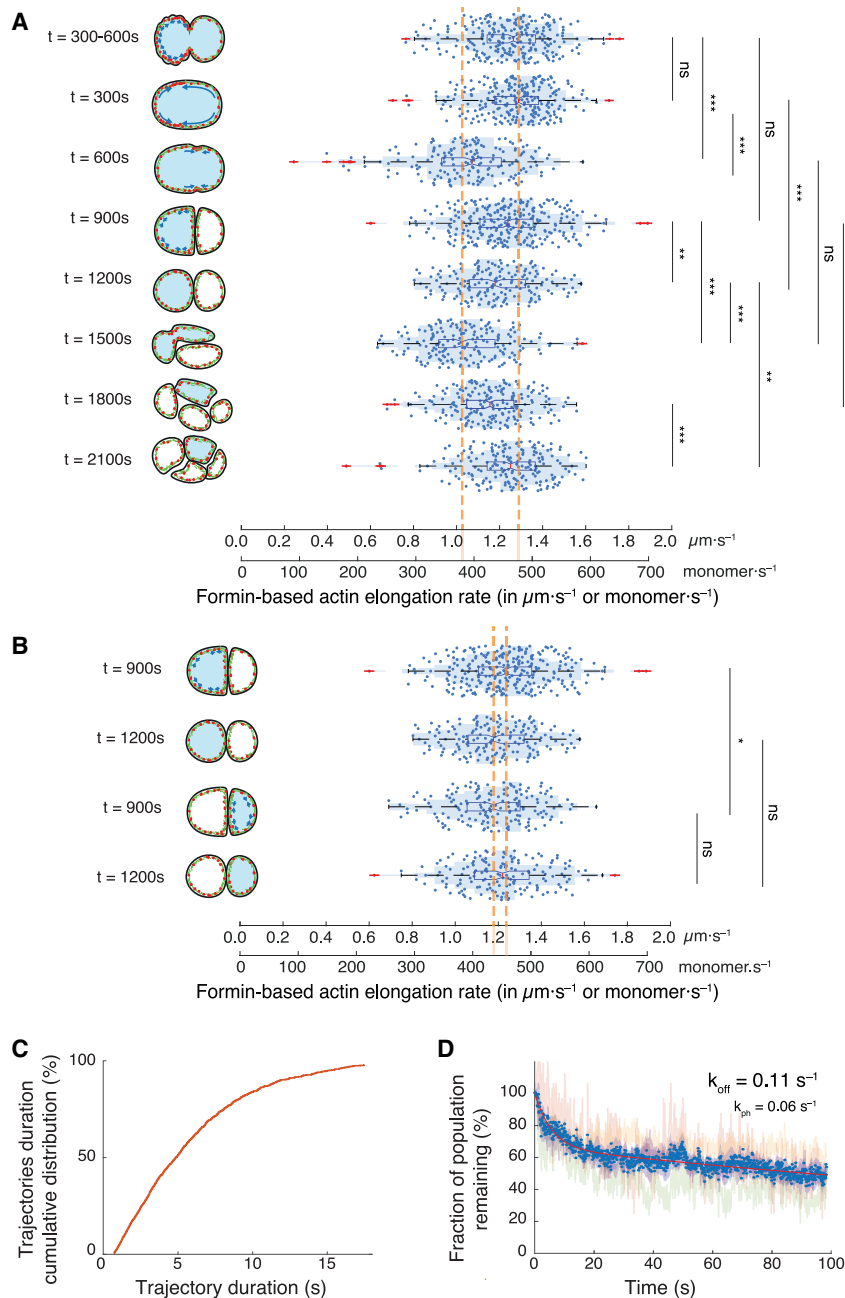 A
t = 300-600s
t = 300s
t = 600s
t = 900s
t = 1200s
t = 1500s
t = 1800s
t = 2100s
ns
***
***
ns
***
ns
**
***
***
**
***
0.0 0.2 0.4 0.6 0.8 1.0 1.2 1.4 1.6 1.8 2.0 µm·s⁻¹
0 100 200 300 400 500 600 700 monomer·s⁻¹
Formin-based actin elongation rate (in µm·s⁻¹ or monomer·s⁻¹)
B
t = 900s
t = 1200s
t = 900s
t = 1200s
*
ns
ns
0.0 0.2 0.4 0.6 0.8 1.0 1.2 1.4 1.6 1.8 2.0 µm·s⁻¹
0 100 200 300 400 500 600 700 monomer.s⁻¹
Formin-based actin elongation rate (in µm·s⁻¹ or monomer·s⁻¹)
C
Trajectories duration
cumulative distribution (%)
100
50
0
0 5 10 15
Trajectory duration (s)
D
Fraction of population
remaining (%)
100
80
60
40
20
0
0 20 40 60 80 100
Time (s)
k_off = 0.11 s⁻¹
k_ph = 0.06 s⁻¹